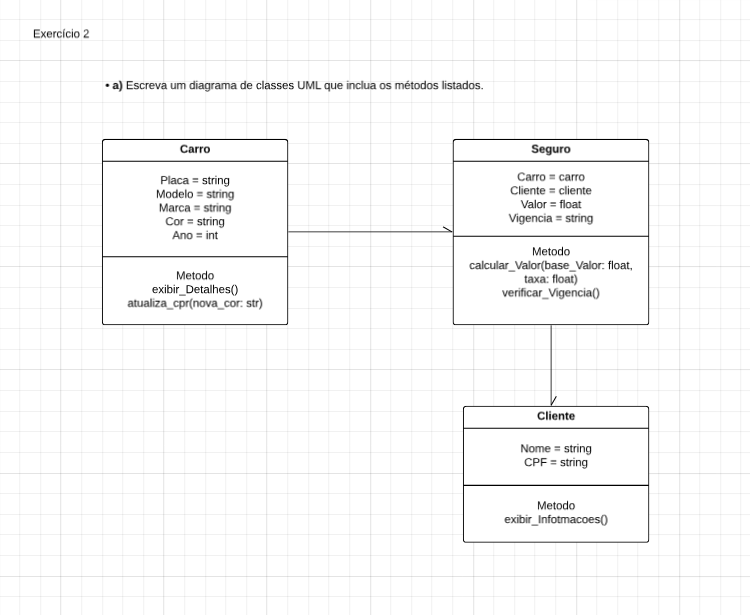 Exercício 2
• a) Escreva um diagrama de classes UML que inclua os métodos listados.
Carro
Placa = string
Modelo = string
Marca = string
Cor = string
Ano = int
Metodo
exibir_Detalhes()
atualiza_cpr(nova_cor: str)
Seguro
Carro = carro
Cliente = cliente
Valor = float
Vigencia = string
Metodo
calcular_Valor(base_Valor: float,
taxa: float)
verificar_Vigencia()
Cliente
Nome = string
CPF = string
Metodo
exibir_Infotmacoes()